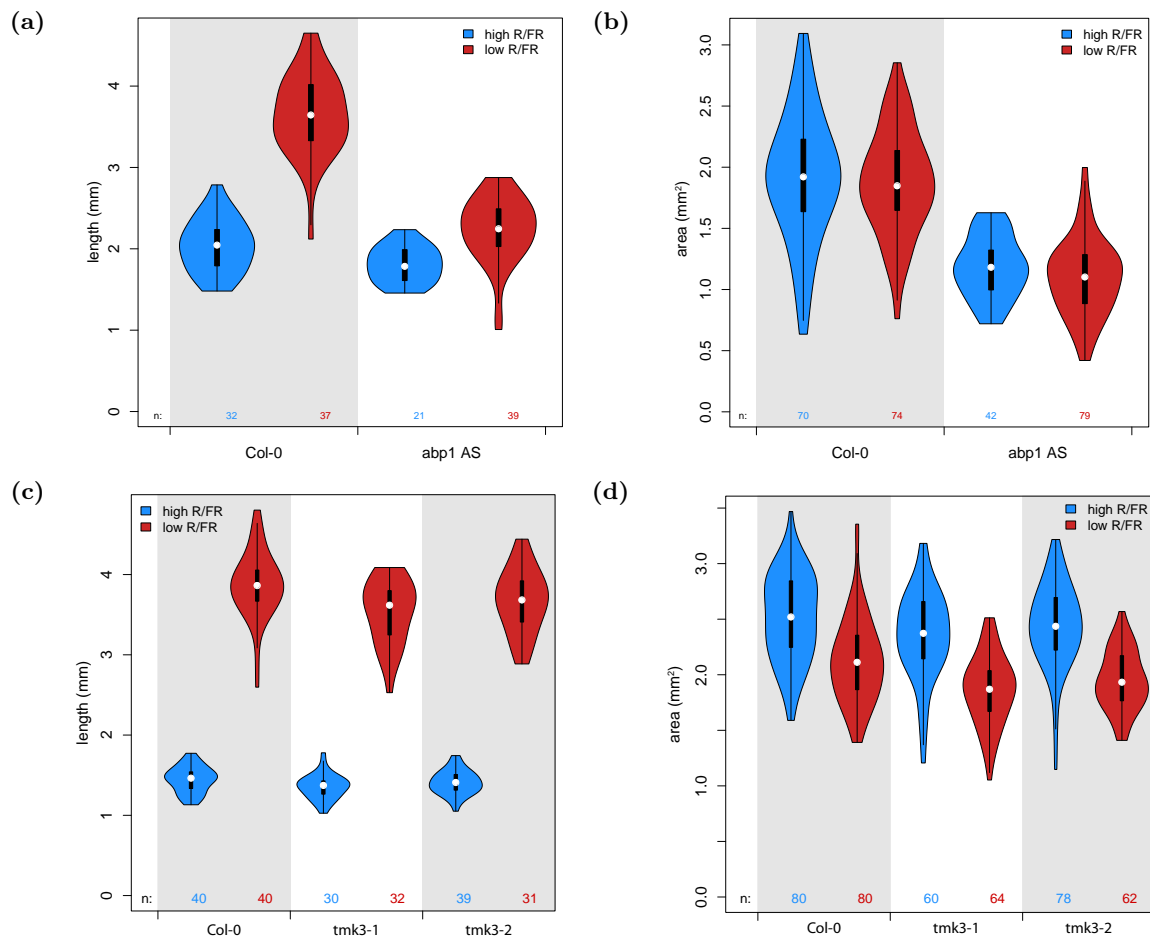 (a)
high R/FR
low R/FR
length (mm)
4
3
2
1
0
n: 32 37 21 39
Col-0 abp1 AS
(b)
high R/FR
low R/FR
area (mm²)
3.0
2.5
2.0
1.5
1.0
0.5
0.0
n: 70 74 42 79
Col-0 abp1 AS
(c)
high R/FR
low R/FR
length (mm)
4
3
2
1
0
n: 40 40 30 32 39 31
Col-0 tmk3-1 tmk3-2
(d)
high R/FR
low R/FR
area (mm²)
3.0
2.0
1.0
0.0
n: 80 80 60 64 78 62
Col-0 tmk3-1 tmk3-2